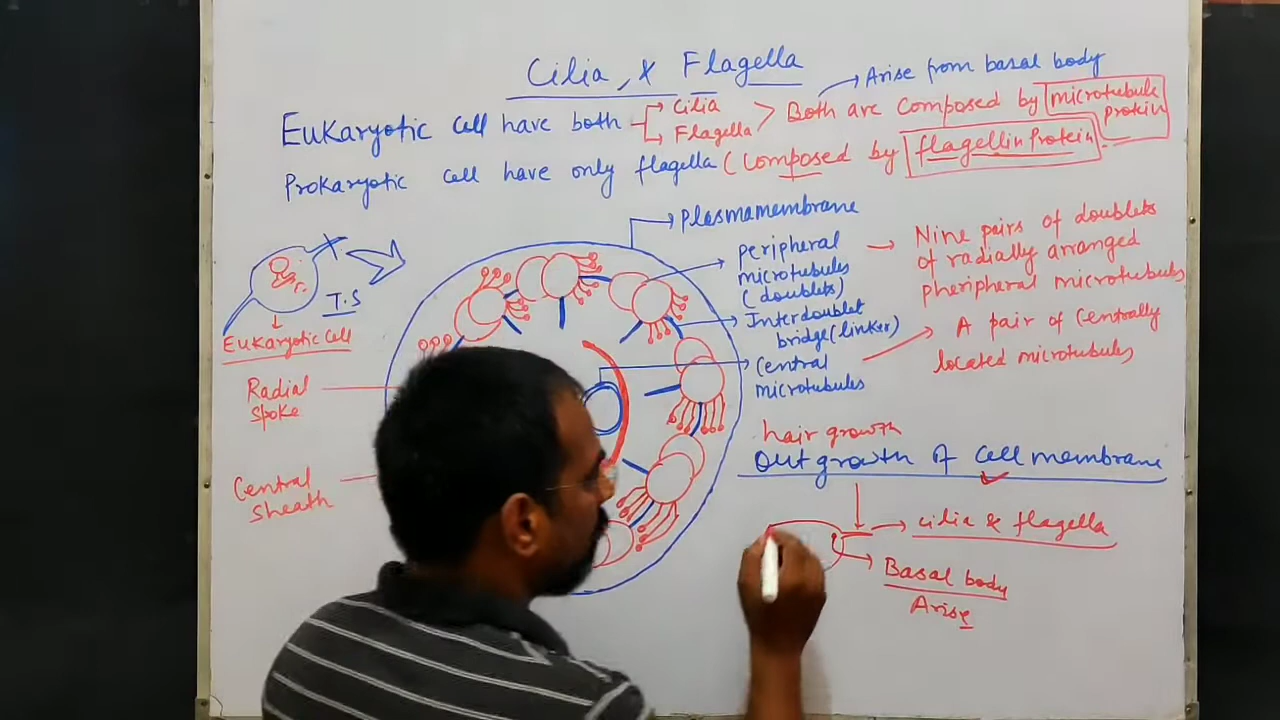 Cilia, & Flagella
Arise from basal body
Eukaryotic cell have both
Cilia
Flagella
Both are composed by microtubule protein
Prokaryotic cell have only flagella (composed by flagellin protein)
T.S
Eukaryotic cell
Radial
spoke
Central
sheath
plasmamembrane
peripheral
microtubules
(doublets)
Interdoublet
bridge(linker)
Central
microtubules
Nine pairs of doublets
of radially arranged
pheripheral microtubules
A pair of centrally
located microtubules
hair growth
Out growth of cell membrane
cilia & flagella
Basal body
Arise